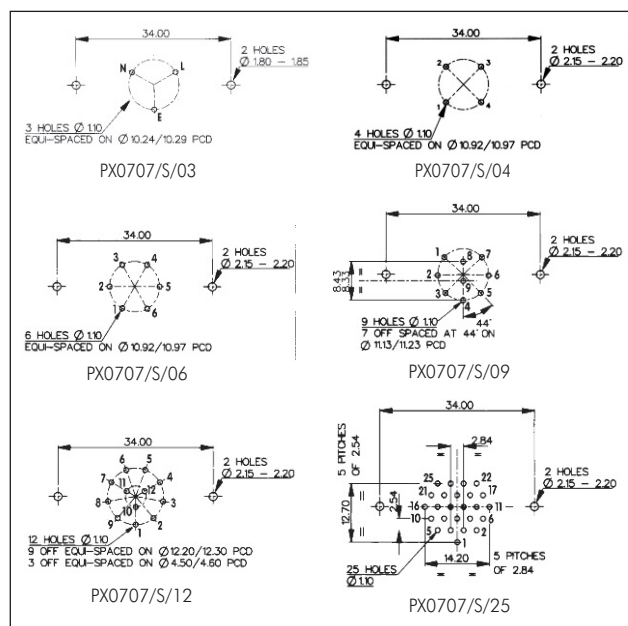 34.00
2 HOLES
Ø 1.80 – 1.85
N
L
E
3 HOLES Ø 1.10
EQUI-SPACED ON Ø 10.24/10.29 PCD
PX0707/S/03
34.00
2 HOLES
Ø 2.15 – 2.20
2
3
1
4
4 HOLES Ø 1.10
EQUI-SPACED ON Ø 10.92/10.97 PCD
PX0707/S/04
34.00
2 HOLES
Ø 2.15 – 2.20
3
4
2
5
1
6
6 HOLES Ø 1.10
EQUI-SPACED ON Ø 10.92/10.97 PCD
PX0707/S/06
34.00
2 HOLES
Ø 2.15 – 2.20
8.43
8.33
1
8
7
2
6
9
3
5
4
44°
9 HOLES Ø 1.10
7 OFF SPACED AT 44° ON
Ø 11.13/11.23 PCD
PX0707/S/09
34.00
2 HOLES
Ø 2.15 – 2.20
6
5
7
4
11
12
8
3
10
9
2
1
12 HOLES Ø 1.10
9 OFF EQUI-SPACED ON Ø 12.20/12.30 PCD
3 OFF EQUI-SPACED ON Ø 4.50/4.60 PCD
PX0707/S/12
34.00
2.84
5 PITCHES
OF 2.54
2 HOLES
Ø 2.15 – 2.20
12.70
2.54
25
22
21
17
16
11
10
6
5
2
1
25 HOLES
Ø 1.10
14.20
5 PITCHES
OF 2.84
PX0707/S/25